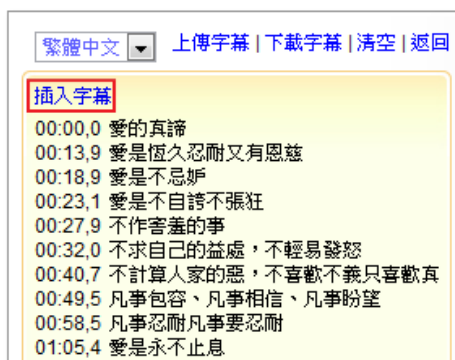 繁體中文 上傳字幕 | 下載字幕 | 清空 | 返回
插入字幕
00:00,0 愛的真諦
00:13,9 愛是恆久忍耐又有恩慈
00:18,9 愛是不忌妒
00:23,1 愛是不自誇不張狂
00:27,9 不作害羞的事
00:32,0 不求自己的益處，不輕易發怒
00:40,7 不計算人家的惡，不喜歡不義只喜歡真
00:49,5 凡事包容、凡事相信、凡事盼望
00:58,5 凡事忍耐凡事要忍耐
01:05,4 愛是永不止息